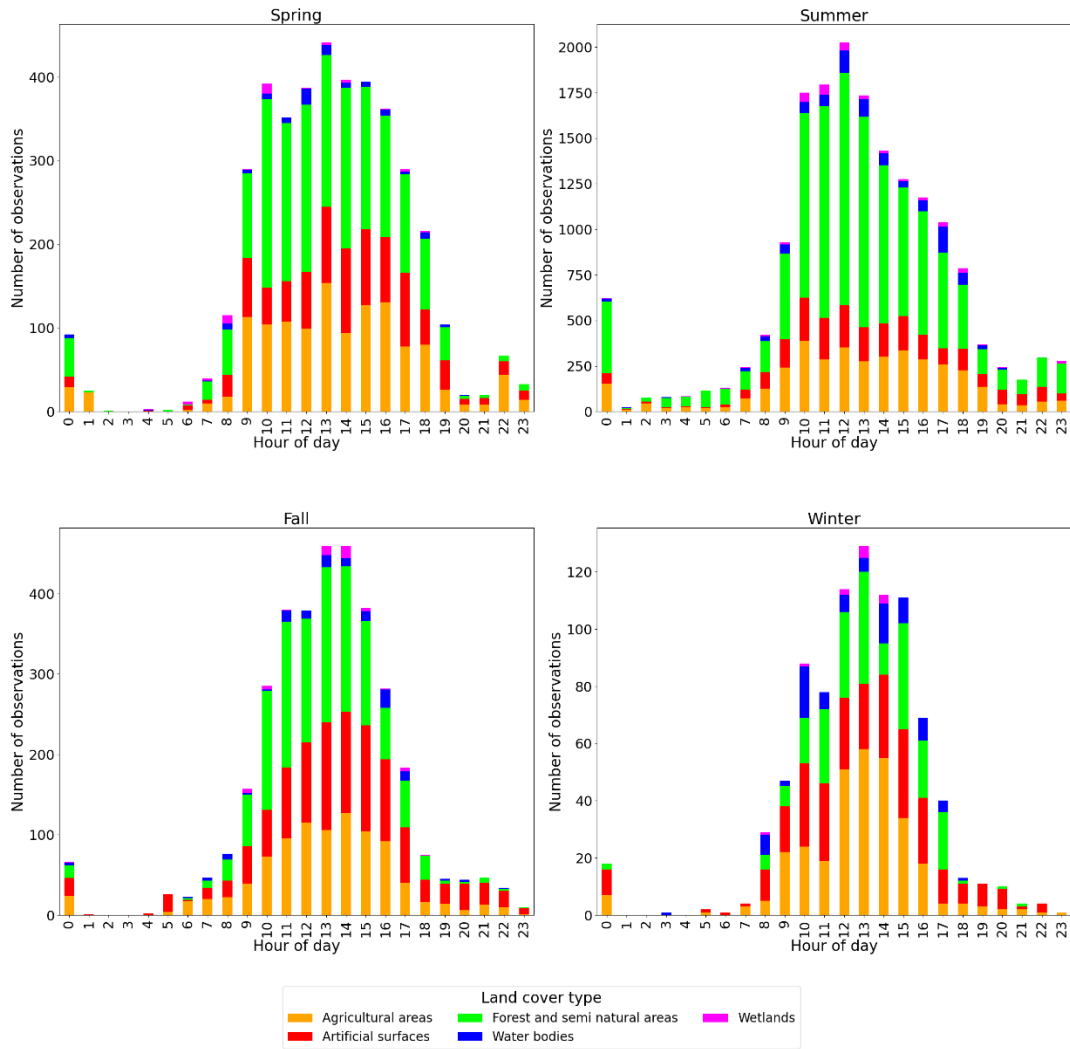 Spring
Number of observations
400
300
200
100
0
0 1 2 3 4 5 6 7 8 9 10 11 12 13 14 15 16 17 18 19 20 21 22 23
Hour of day
Summer
Number of observations
2000
1750
1500
1250
1000
750
500
250
0
0 1 2 3 4 5 6 7 8 9 10 11 12 13 14 15 16 17 18 19 20 21 22 23
Hour of day
Fall
Number of observations
400
300
200
100
0
0 1 2 3 4 5 6 7 8 9 10 11 12 13 14 15 16 17 18 19 20 21 22 23
Hour of day
Winter
Number of observations
120
100
80
60
40
20
0
0 1 2 3 4 5 6 7 8 9 10 11 12 13 14 15 16 17 18 19 20 21 22 23
Hour of day
Land cover type
Agricultural areas Forest and semi natural areas Wetlands
Artificial surfaces Water bodies